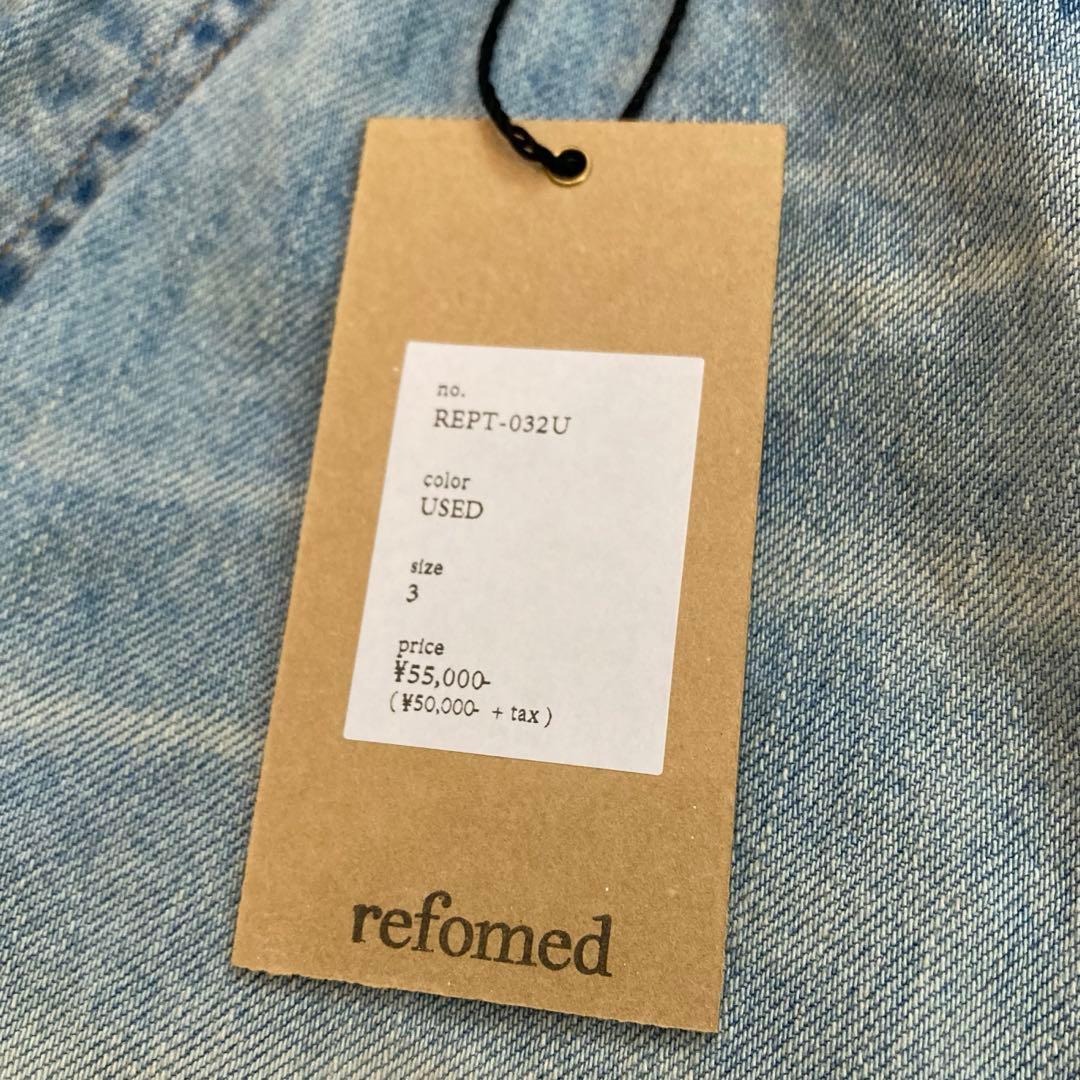 no.
REPT-032U
color
USED
size
3
price
¥55,000-
(¥50,000- + tax)
refomed